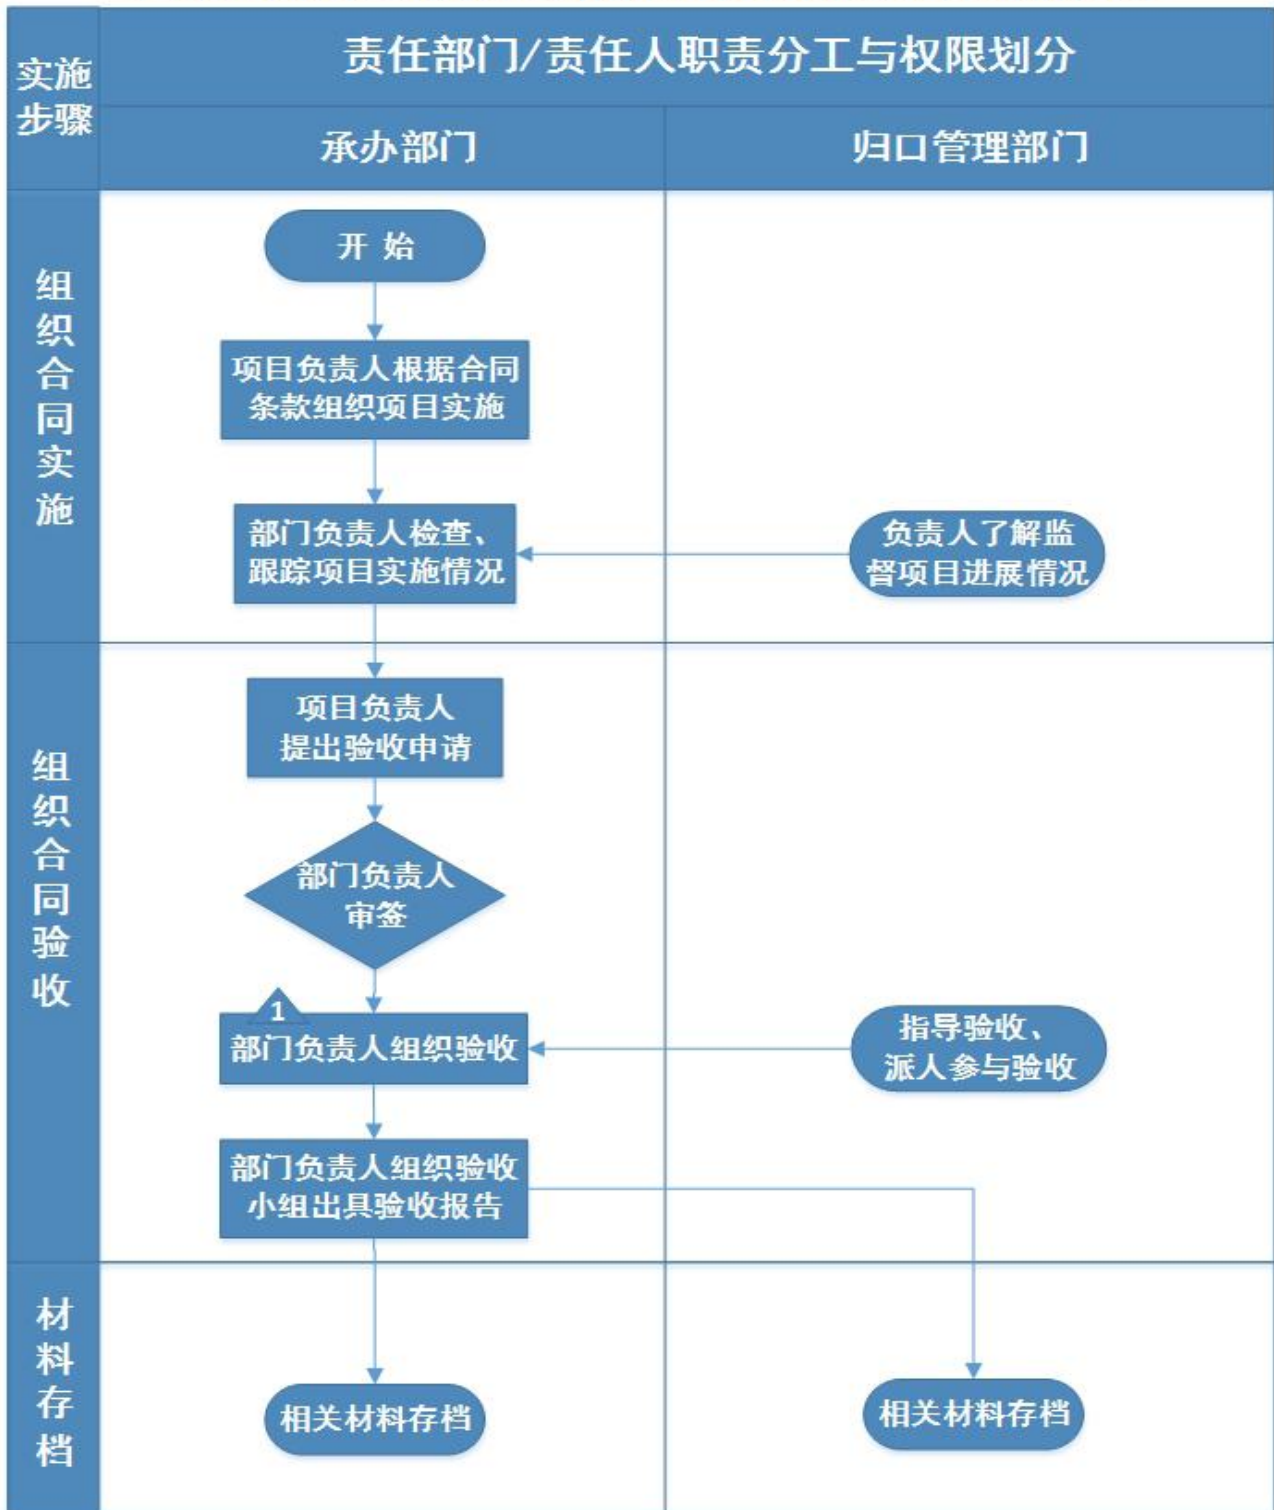 实施
步骤
责任部门/责任人职责分工与权限划分
承办部门
归口管理部门
组织合同实施
开 始
项目负责人根据合同
条款组织项目实施
部门负责人检查、
跟踪项目实施情况
负责人了解监
督项目进展情况
组织合同验收
项目负责人
提出验收申请
部门负责人
审签
1
部门负责人组织验收
指导验收、
派人参与验收
部门负责人组织验收
小组出具验收报告
材料存档
相关材料存档
相关材料存档